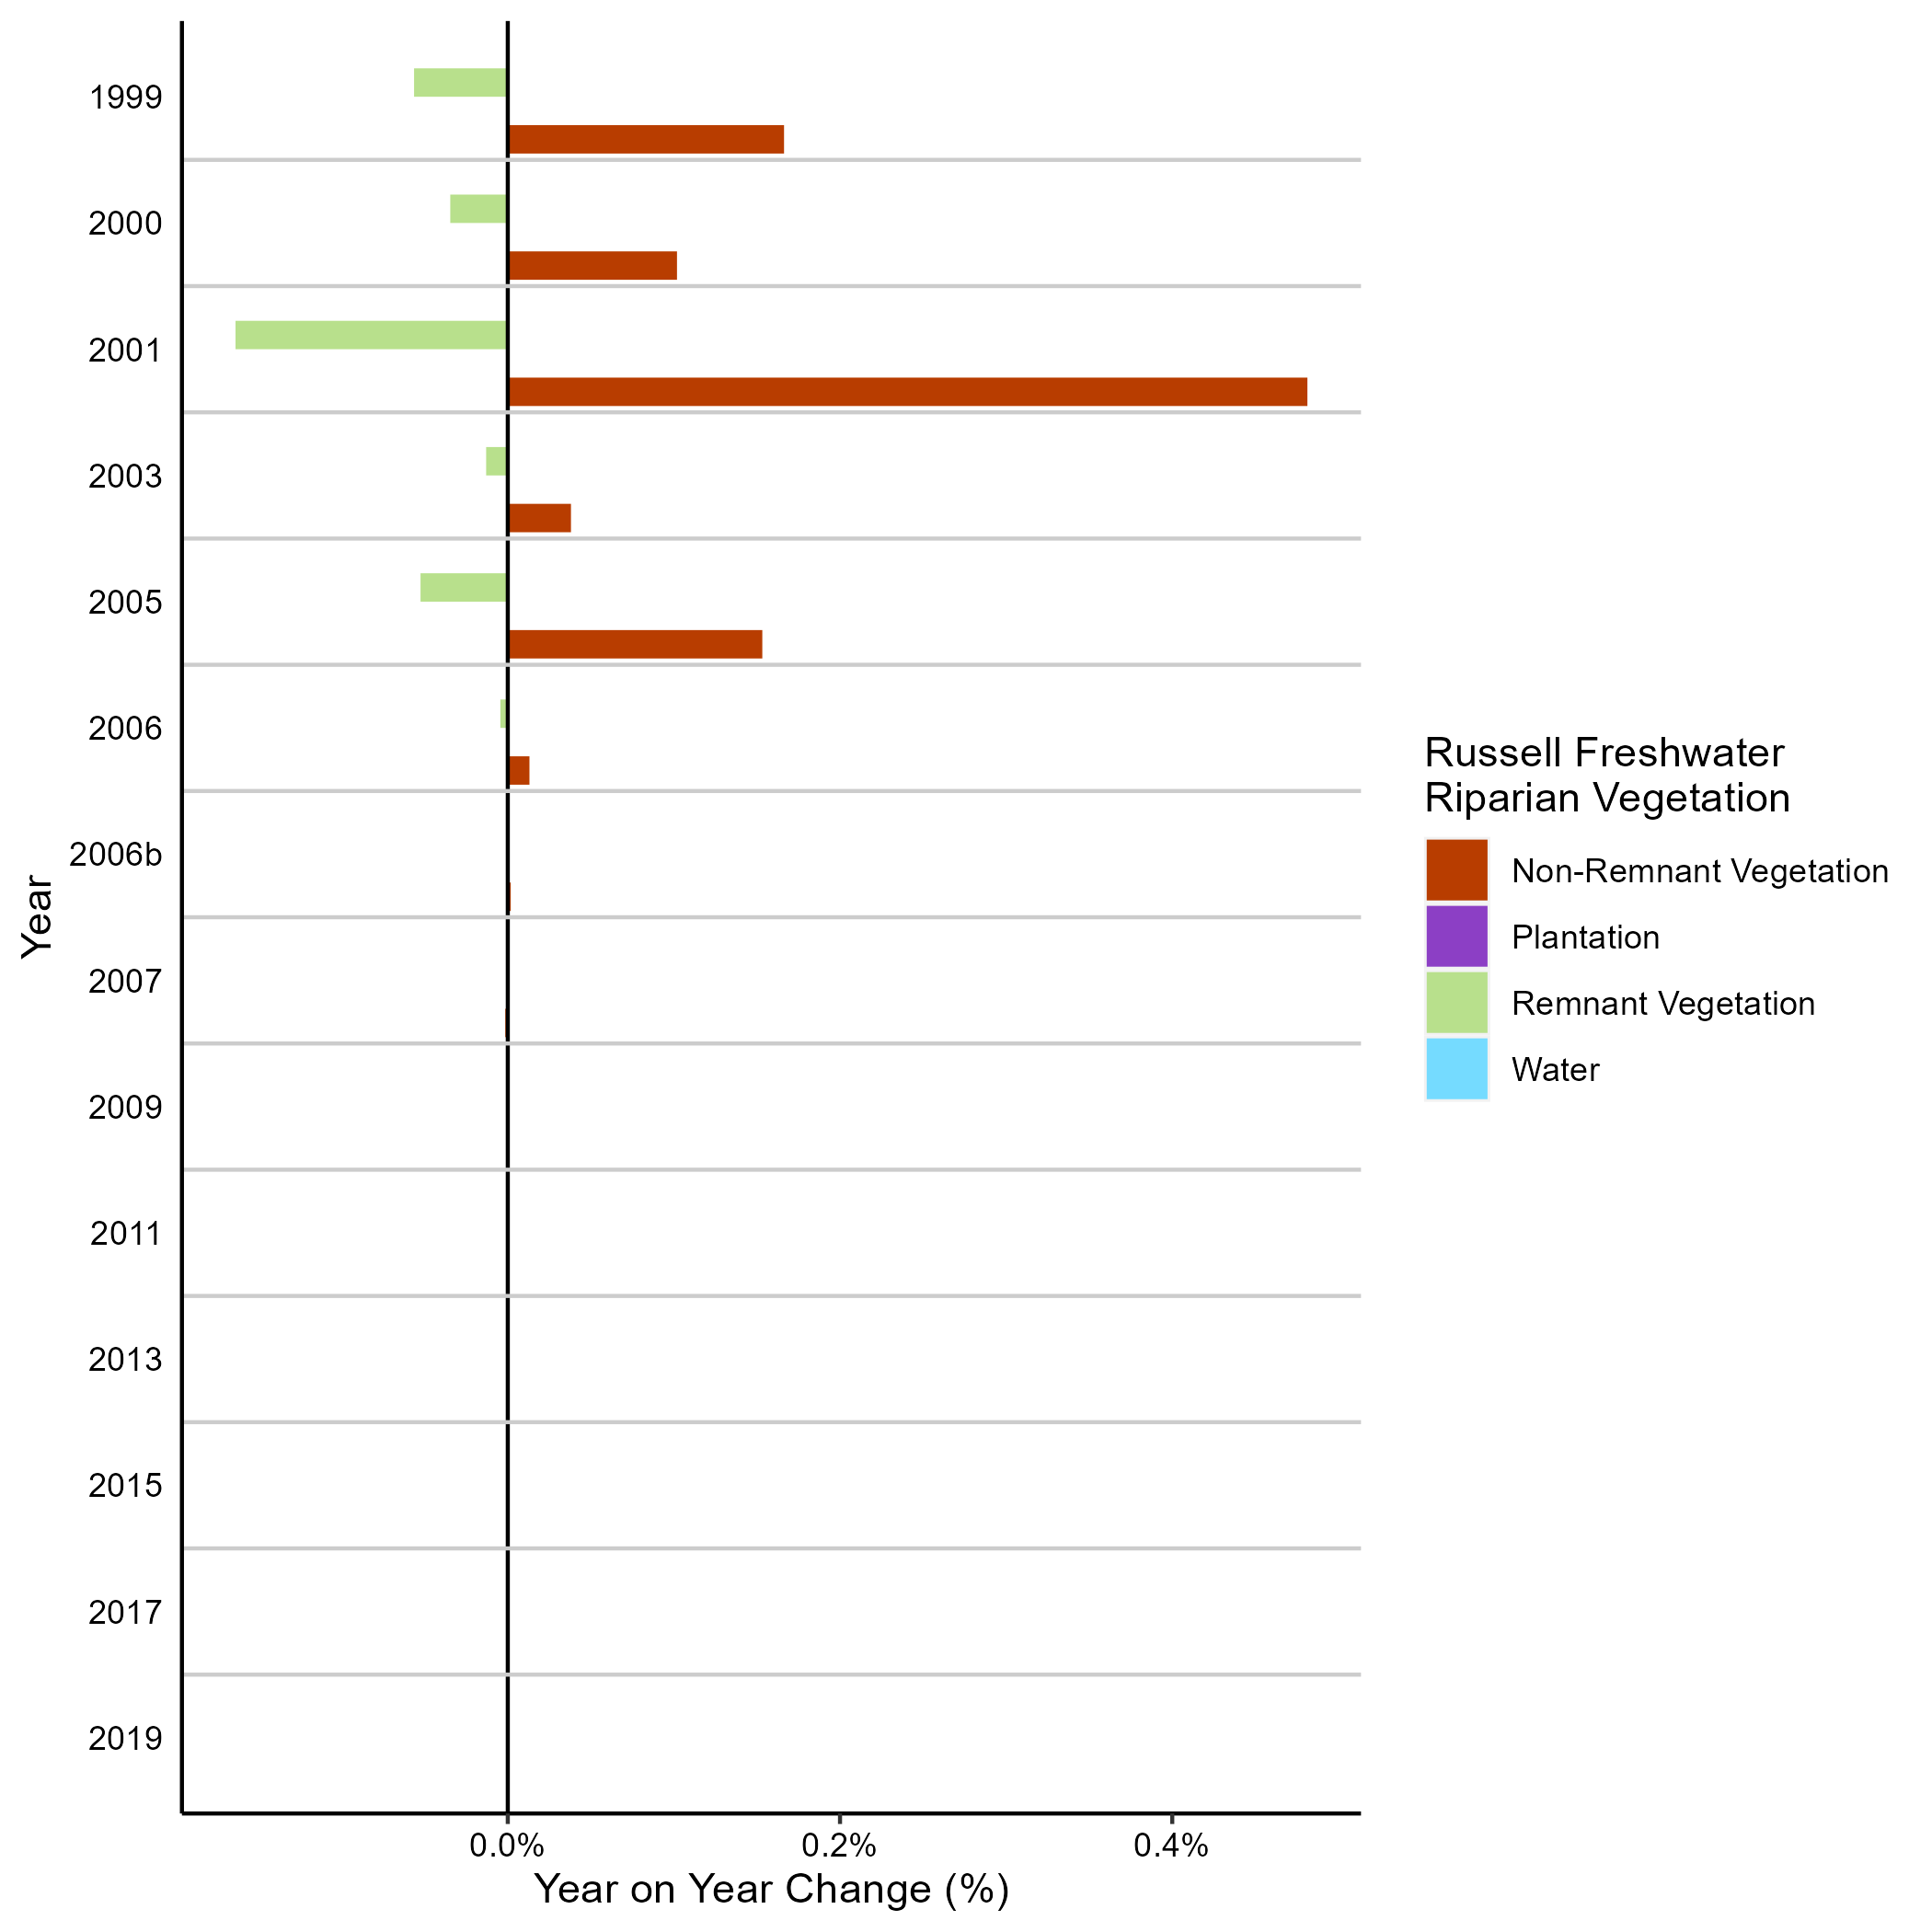 1999
2000
2001
2003
2005
2006
2006b
2007
2009
2011
2013
2015
2017
2019
Year
0.0%
0.2%
0.4%
Year on Year Change (%)
Russell Freshwater
Riparian Vegetation
Non-Remnant Vegetation
Plantation
Remnant Vegetation
Water